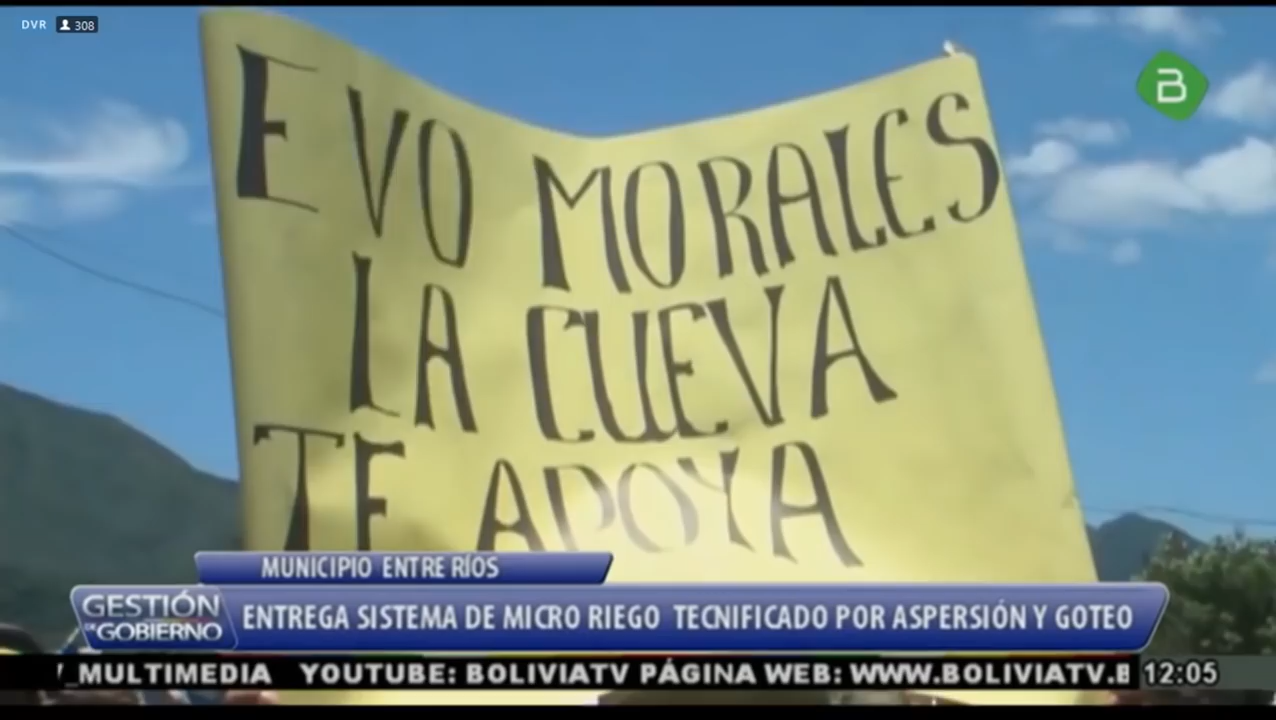 DVR 308
B
EVO MORALES
LA CUEVA
TE APOYA
MUNICIPIO ENTRE RÍOS
GESTIÓN
DE GOBIERNO
ENTREGA SISTEMA DE MICRO RIEGO TECNIFICADO POR ASPERSIÓN Y GOTEO
_MULTIMEDIA YOUTUBE: BOLIVIATV PÁGINA WEB: WWW.BOLIVIATV.B 12:05